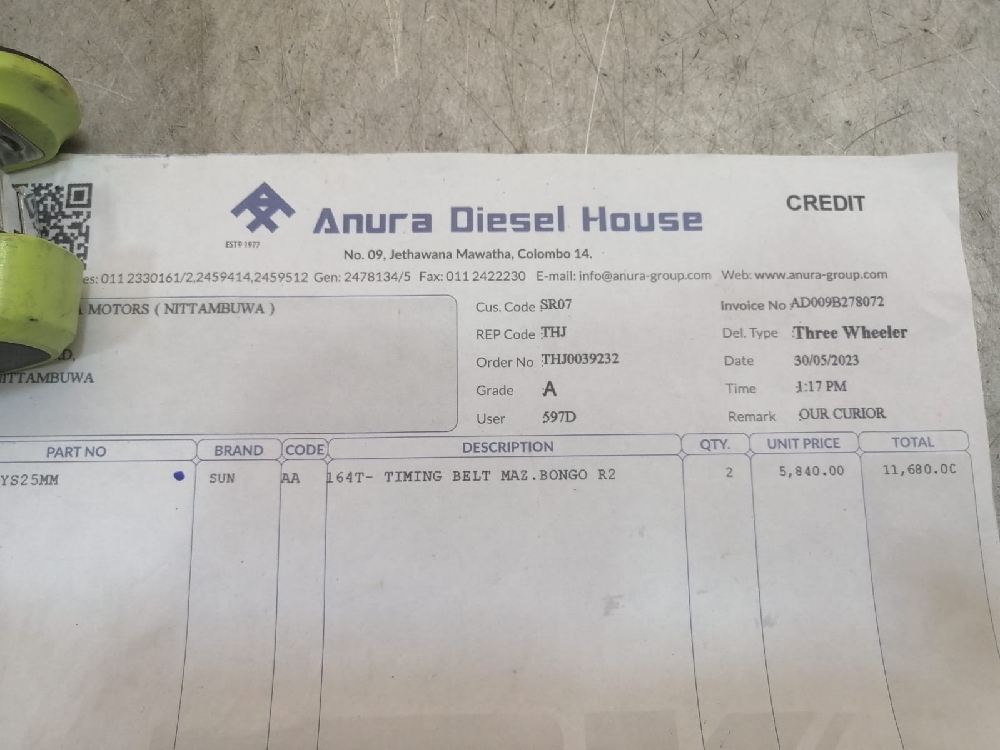 CREDIT
ESTD 1977
Anura Diesel House
No. 09, Jethawana Mawatha, Colombo 14.
es: 011 2330161/2,2459414,2459512 Gen: 2478134/5 Fax: 011 2422230 E-mail: info@anura-group.com Web: www.anura-group.com
MOTORS ( NITTAMBUWA )
NITTAMBUWA
Cus. Code SR07
REP Code THJ
Order No THJ0039232
Grade A
User 597D
Invoice No AD009B278072
Del. Type Three Wheeler
Date 30/05/2023
Time 1:17 PM
Remark OUR CURIOR
PART NO BRAND CODE DESCRIPTION QTY. UNIT PRICE TOTAL
YS25MM SUN AA 164T- TIMING BELT MAZ.BONGO R2 2 5,840.00 11,680.00